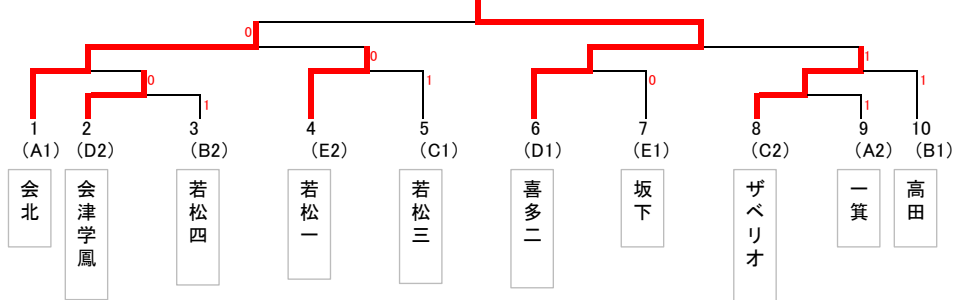 0
0 1
0 1 0 1
1 1
1 2 3 4 5 6 7 8 9 10
(A1) (D2) (B2) (E2) (C1) (D1) (E1) (C2) (A2) (B1)
会北
会津学鳳
若松四
若松一
若松三
喜多二
坂下
ザベリオ
一箕
高田